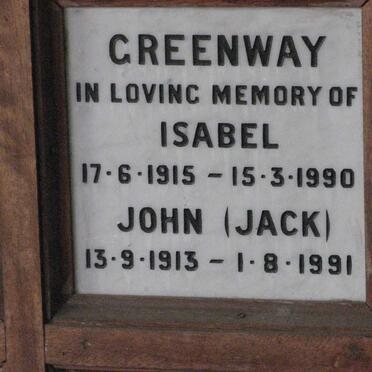 GREENWAY
IN LOVING MEMORY OF
ISABEL
17·6·1915 – 15·3·1990
JOHN (JACK)
13·9·1913 – 1·8·1991